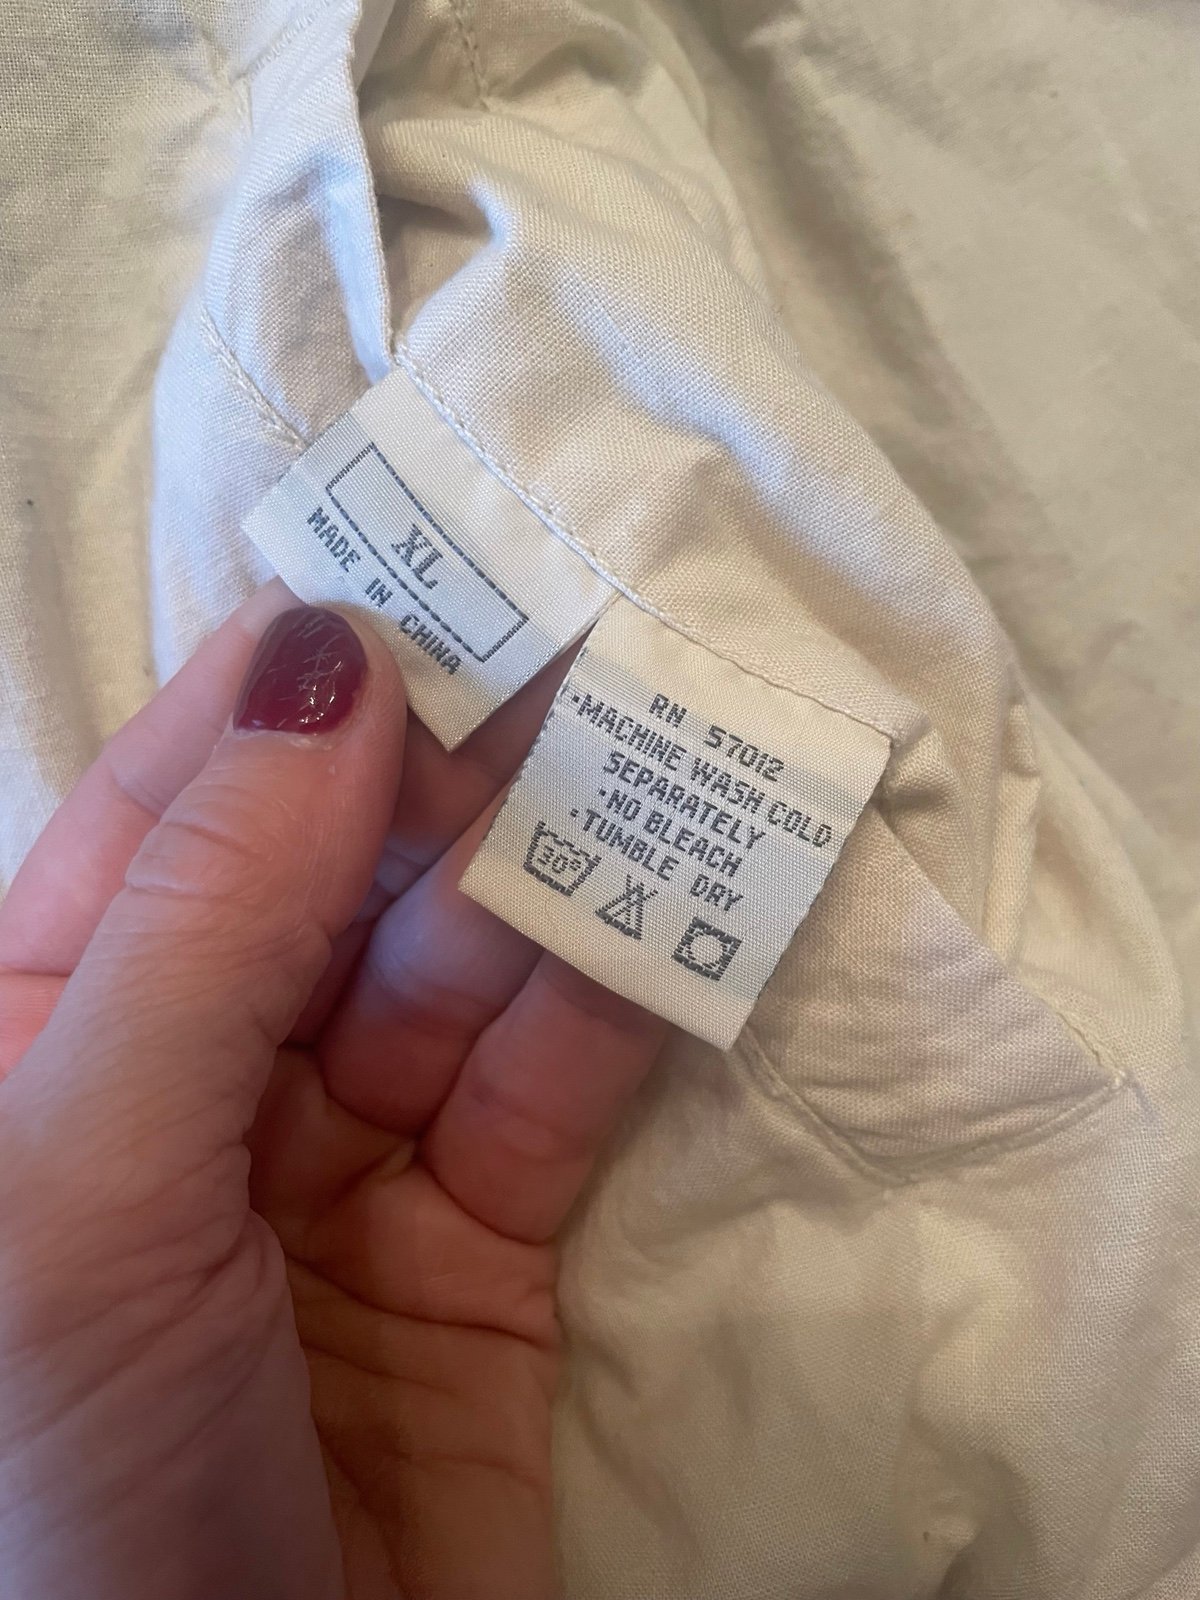 XL
MADE IN CHINA
RN 57012
·MACHINE WASH COLD
SEPARATELY
·NO BLEACH
·TUMBLE DRY
30°